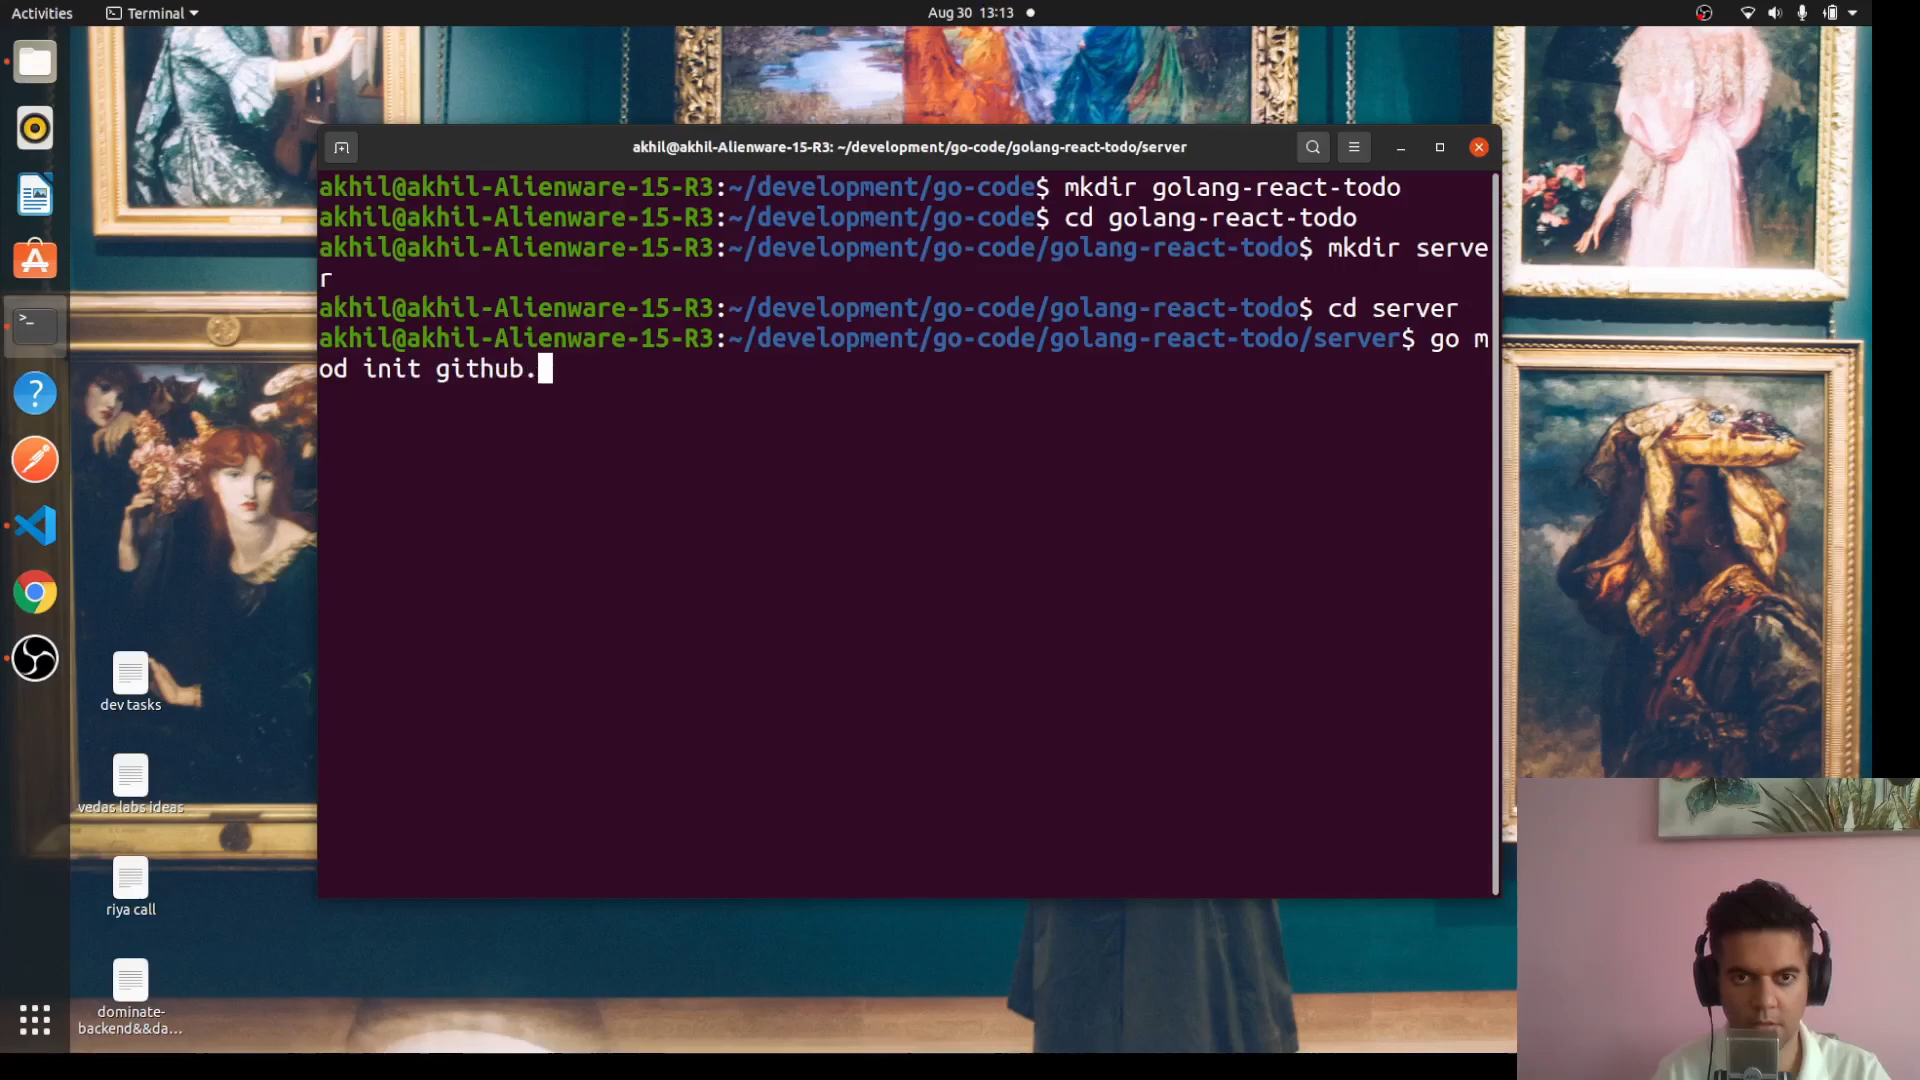 Activities
Terminal
Aug 30 13:13
akhil@akhil-Alienware-15-R3: ~/development/go-code/golang-react-todo/server
akhil@akhil-Alienware-15-R3:~/development/go-code$ mkdir golang-react-todo
akhil@akhil-Alienware-15-R3:~/development/go-code$ cd golang-react-todo
akhil@akhil-Alienware-15-R3:~/development/go-code/golang-react-todo$ mkdir serve
r
akhil@akhil-Alienware-15-R3:~/development/go-code/golang-react-todo$ cd server
akhil@akhil-Alienware-15-R3:~/development/go-code/golang-react-todo/server$ go m
od init github.
dev tasks
vedas labs ideas
riya call
dominate-
backend&&da...